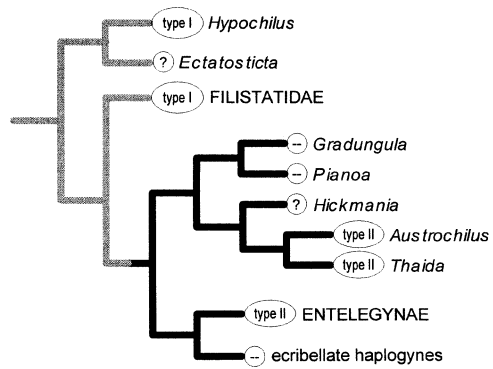 type I Hypochilus
? Ectatosticta
type I FILISTATIDAE
-- Gradungula
-- Pianoa
? Hickmania
type II Austrochilus
type II Thaida
type II ENTELEGYNAE
-- ecribellate haplogynes